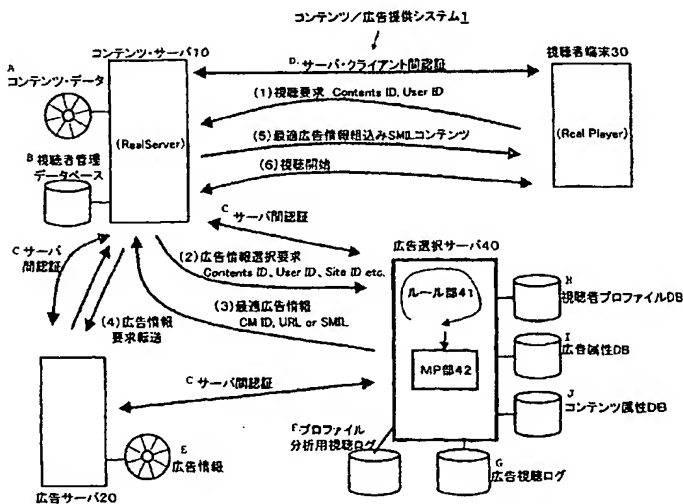 コンテンツ/広告提供システム1
コンテンツ・サーバ10
視聴者端末30
A
コンテンツ・データ
D.サーバ・クライアント間認証
(1)視聴要求 Contents ID, User ID
(RealServer)
(5)最適広告情報組込みSMILコンテンツ
(Real Player)
B 視聴者管理
データベース
(6)視聴開始
C
サーバ間認証
C サーバ
間認証
(2)広告情報選択要求
Contents ID、User ID、Site ID etc.
広告選択サーバ40
(3)最適広告情報
CM ID, URL or SMIL
ルール部41
H
視聴者プロファイルDB
(4)広告情報
要求転送
MP部42
I
広告属性DB
C サーバ間認証
J
コンテンツ属性DB
E
広告情報
F プロファイル
分析用視聴ログ
G
広告視聴ログ
広告サーバ20